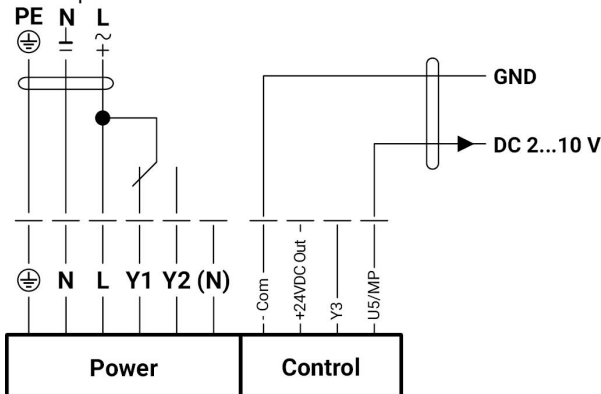 PE N L
GND
DC 2...10 V
N L Y1 Y2 (N)
- Com
+24VDC Out
Y3
U5/MP
Power
Control